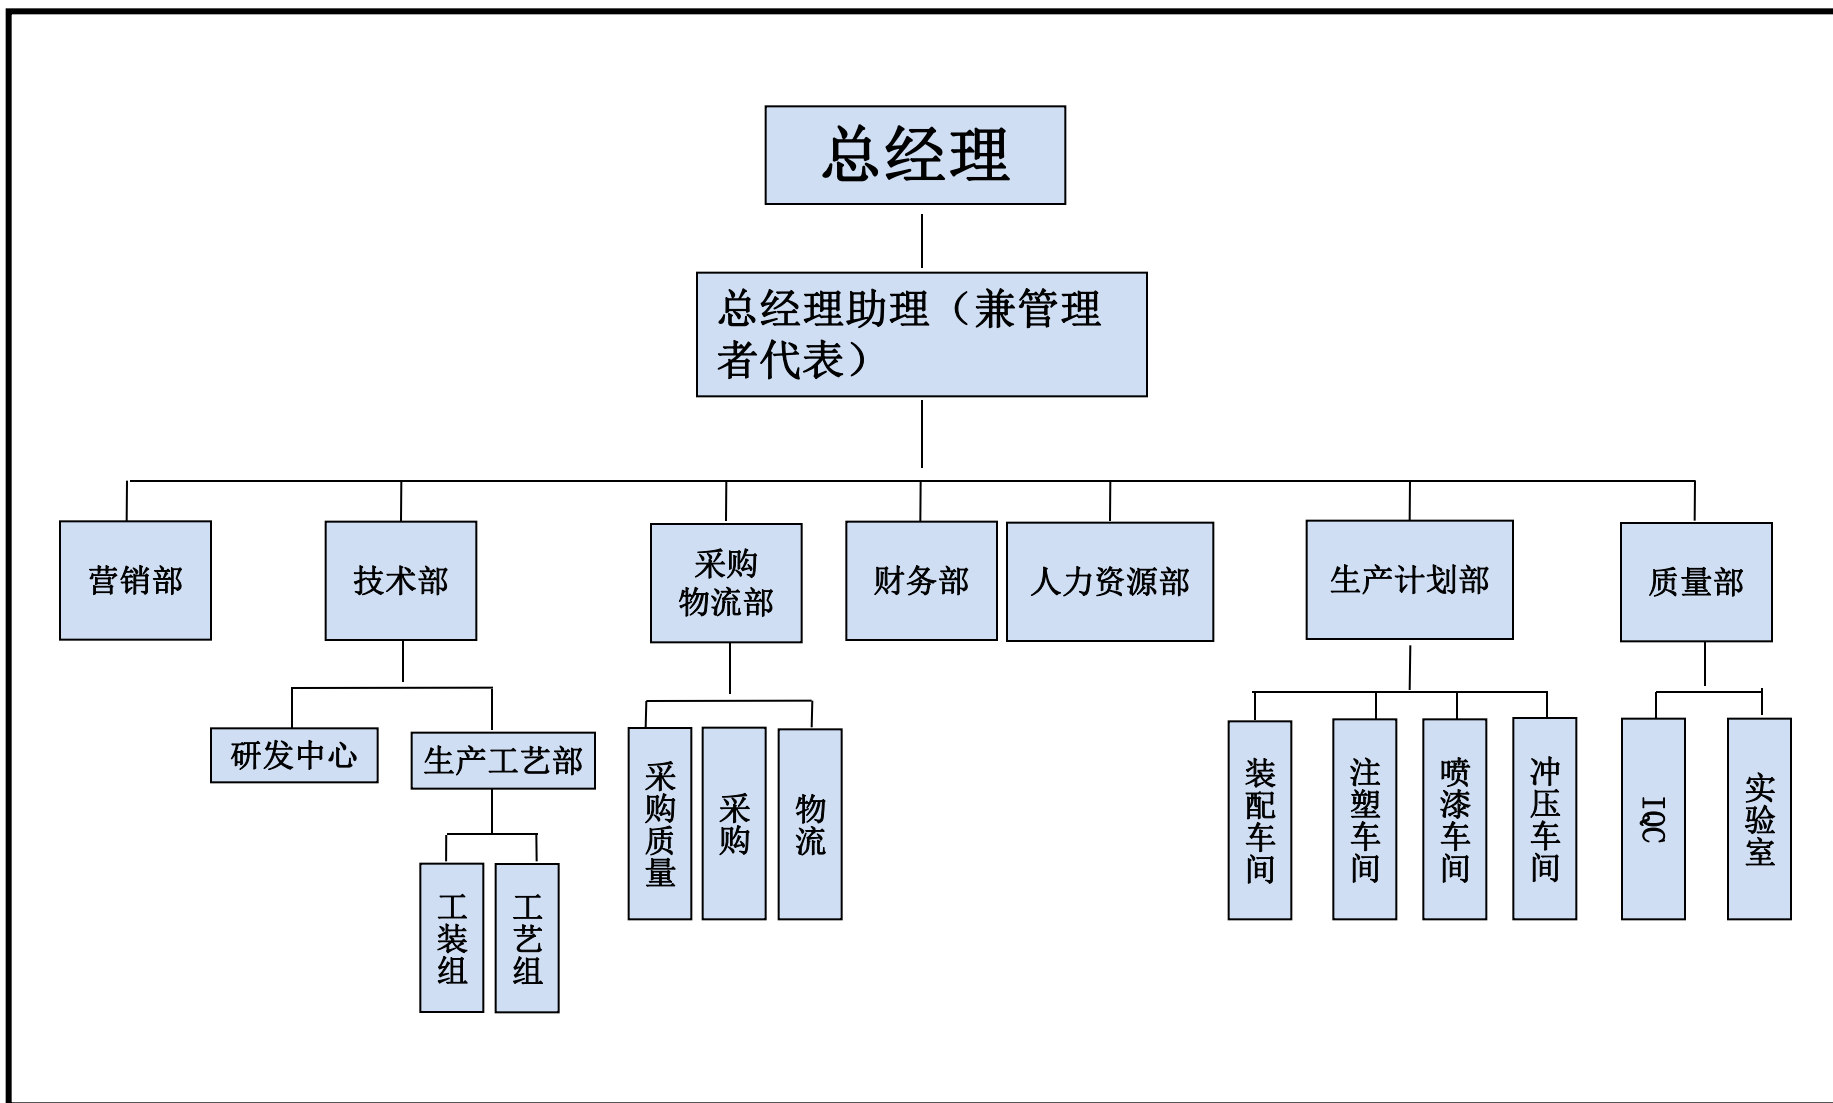 总经理
总经理助理（兼管理
者代表）
营销部
技术部
采购
物流部
财务部
人力资源部
生产计划部
质量部
研发中心
生产工艺部
工装组
工艺组
采购质量
采购
物流
装配车间
注塑车间
喷漆车间
冲压车间
IQC
实验室